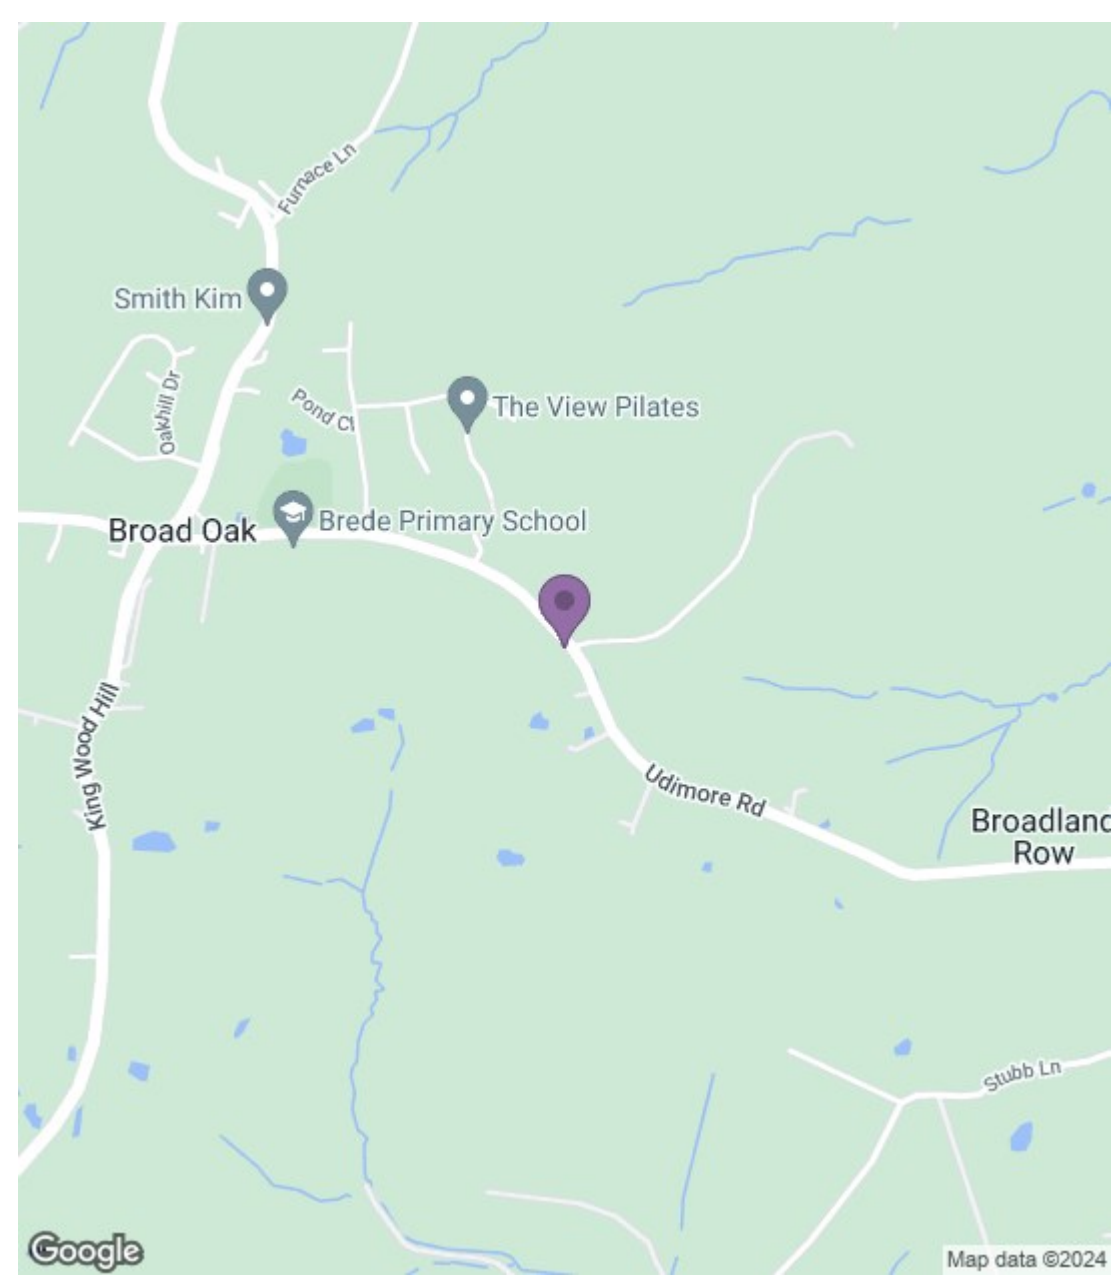 Furnace Ln
Smith Kim
Oakhill Dr
Pond Cl
The View Pilates
Broad Oak
Brede Primary School
King Wood Hill
Udimore Rd
Broadland
Row
Stubb Ln
Google
Map data ©2024